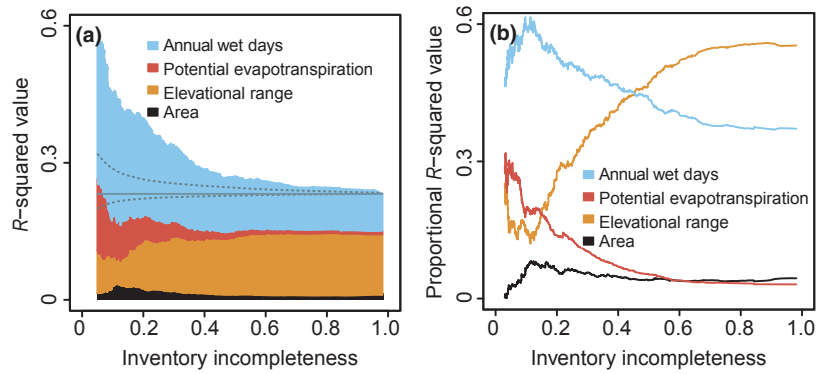 (a)
R-squared value
0.6
0.3
0
Annual wet days
Potential evapotranspiration
Elevational range
Area
0 0.2 0.4 0.6 0.8 1.0
Inventory incompleteness
(b)
Proportional R-squared value
0.6
0.3
0
Annual wet days
Potential evapotranspiration
Elevational range
Area
0 0.2 0.4 0.6 0.8 1.0
Inventory incompleteness